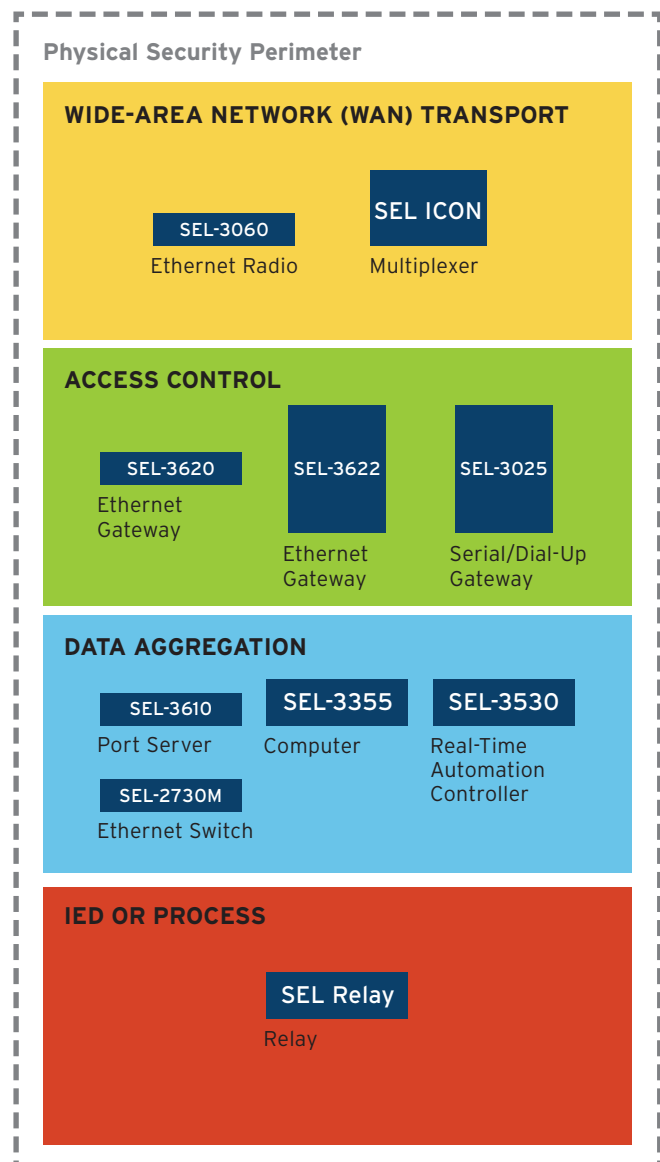 Physical Security Perimeter
WIDE-AREA NETWORK (WAN) TRANSPORT
SEL-3060
Ethernet Radio
SEL ICON
Multiplexer
ACCESS CONTROL
SEL-3620
Ethernet
Gateway
SEL-3622
Ethernet
Gateway
SEL-3025
Serial/Dial-Up
Gateway
DATA AGGREGATION
SEL-3610
Port Server
SEL-3355
Computer
SEL-3530
Real-Time
Automation
Controller
SEL-2730M
Ethernet Switch
IED OR PROCESS
SEL Relay
Relay